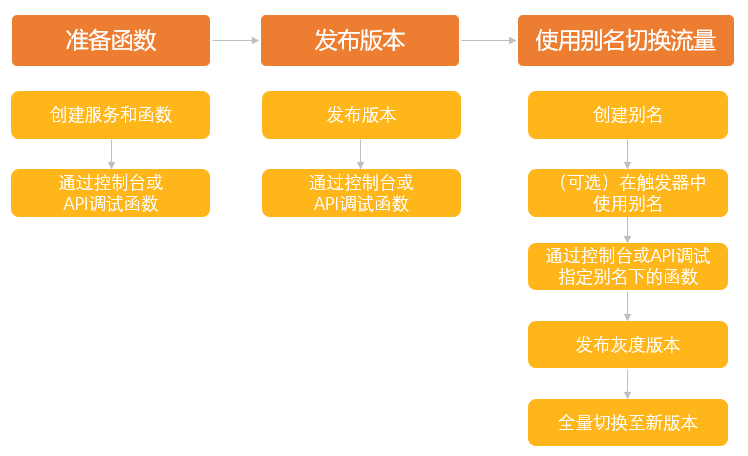 准备函数
发布版本
使用别名切换流量
创建服务和函数
通过控制台或
API调试函数
发布版本
通过控制台或
API调试函数
创建别名
（可选）在触发器中
使用别名
通过控制台或API调试
指定别名下的函数
发布灰度版本
全量切换至新版本